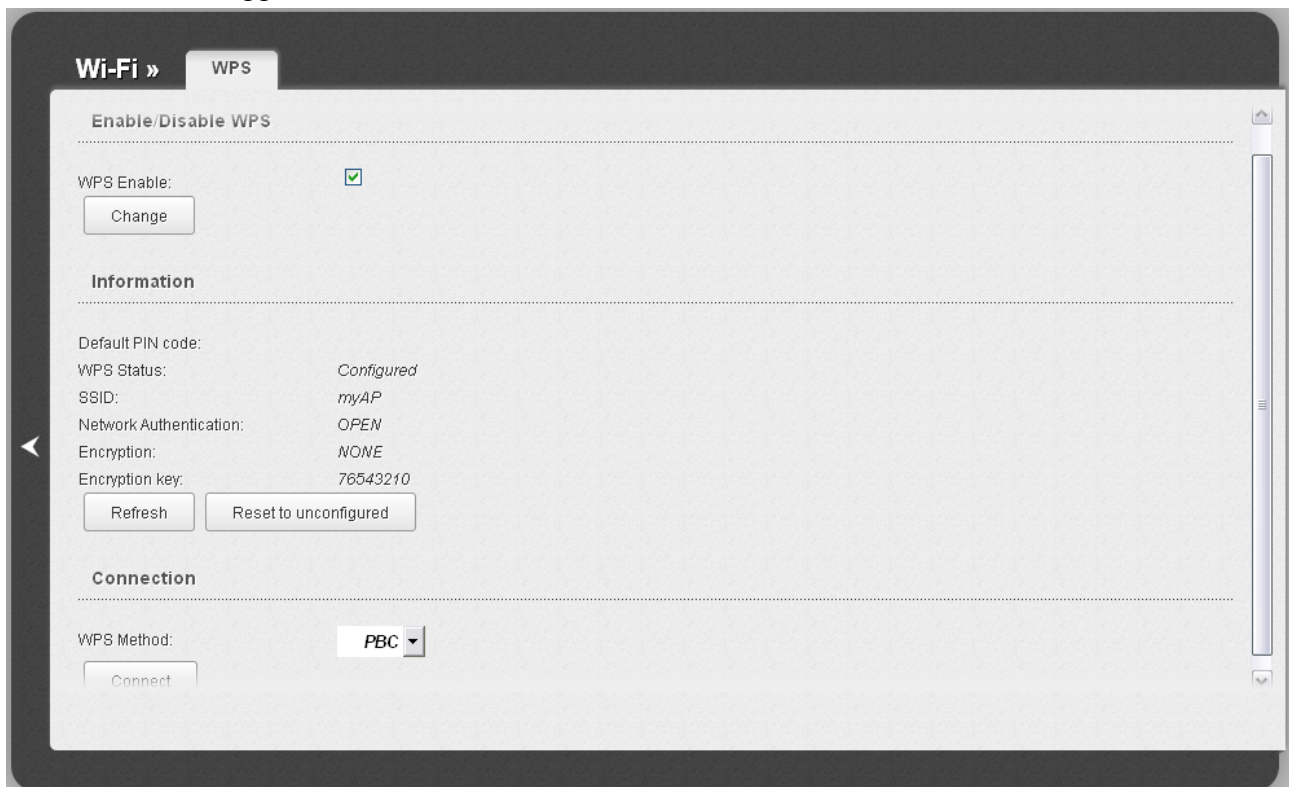 Wi-Fi » WPS
Enable/Disable WPS
WPS Enable:
Change
Information
Default PIN code:
WPS Status: Configured
SSID: myAP
Network Authentication: OPEN
Encryption: NONE
Encryption key: 76543210
Refresh Reset to unconfigured
Connection
WPS Method: PBC
Connect